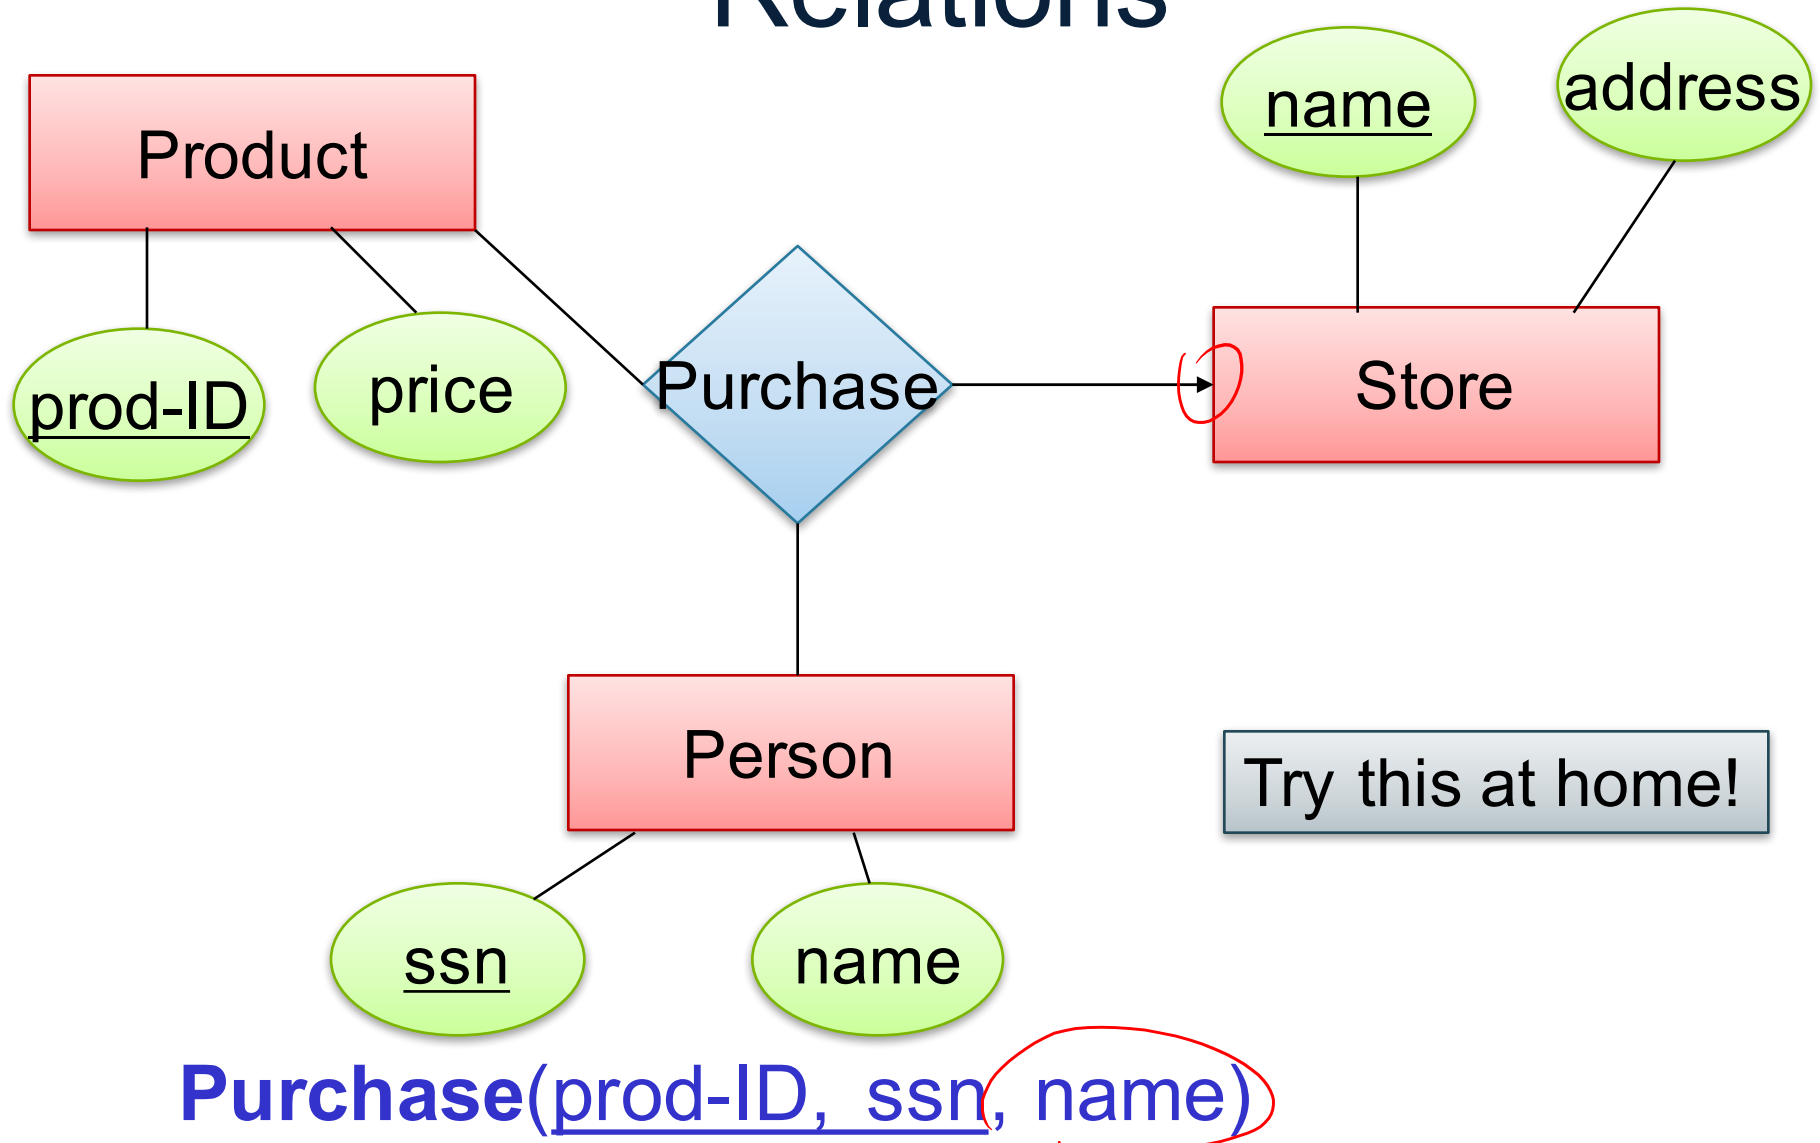 Relations
Product
name
address
prod-ID
price
Purchase
Store
Person
Try this at home!
ssn
name
Purchase(prod-ID, ssn, name)